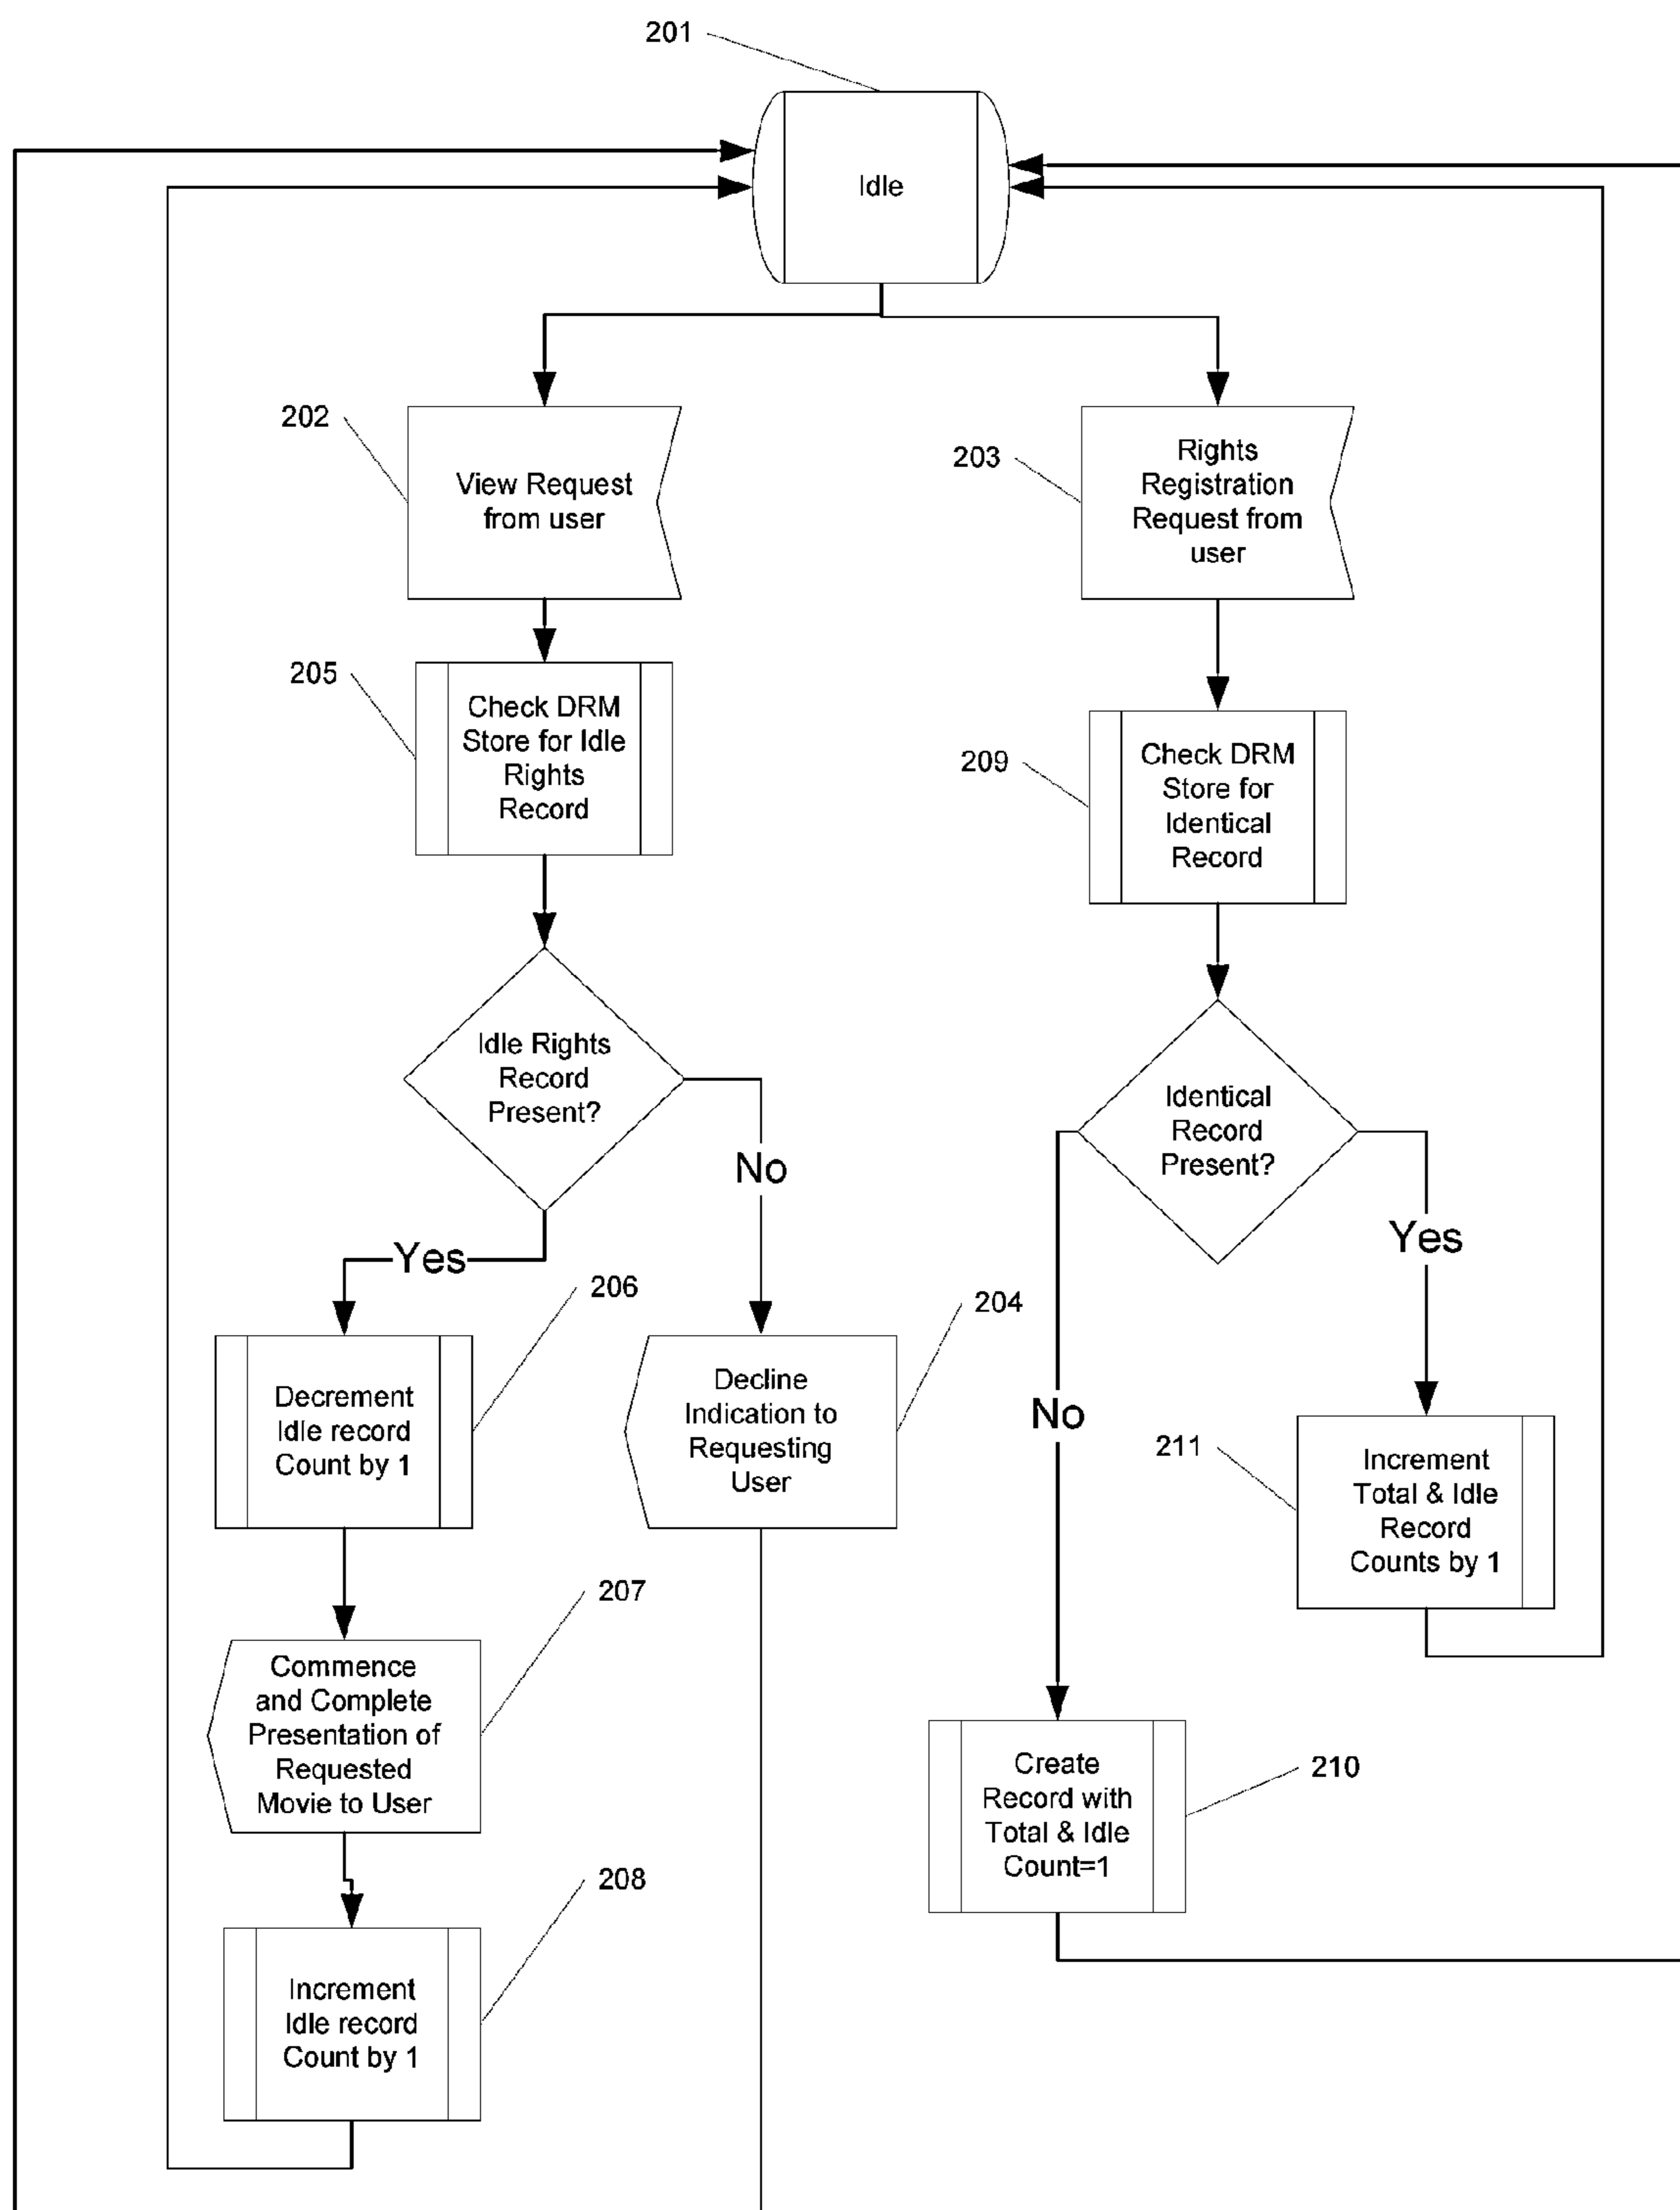 201
Idle
202
View Request
from user
203
Rights
Registration
Request from
user
205
Check DRM
Store for Idle
Rights
Record
209
Check DRM
Store for
Identical
Record
Idle Rights
Record
Present?
No
Yes
Identical
Record
Present?
Yes
No
206
Decrement
Idle record
Count by 1
204
Decline
Indication to
Requesting
User
211
Increment
Total & Idle
Record
Counts by 1
207
Commence
and Complete
Presentation of
Requested
Movie to User
210
Create
Record with
Total & Idle
Count=1
208
Increment
Idle record
Count by 1